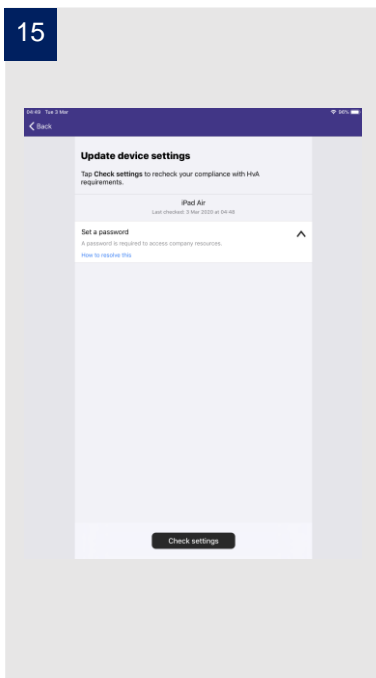 15
04:49 Tue 3 Mar 96%
Back
Update device settings
Tap Check settings to recheck your compliance with HvA
requirements.
iPad Air
Last checked: 3 Mar 2020 at 04:48
Set a password
A password is required to access company resources.
How to resolve this
Check settings